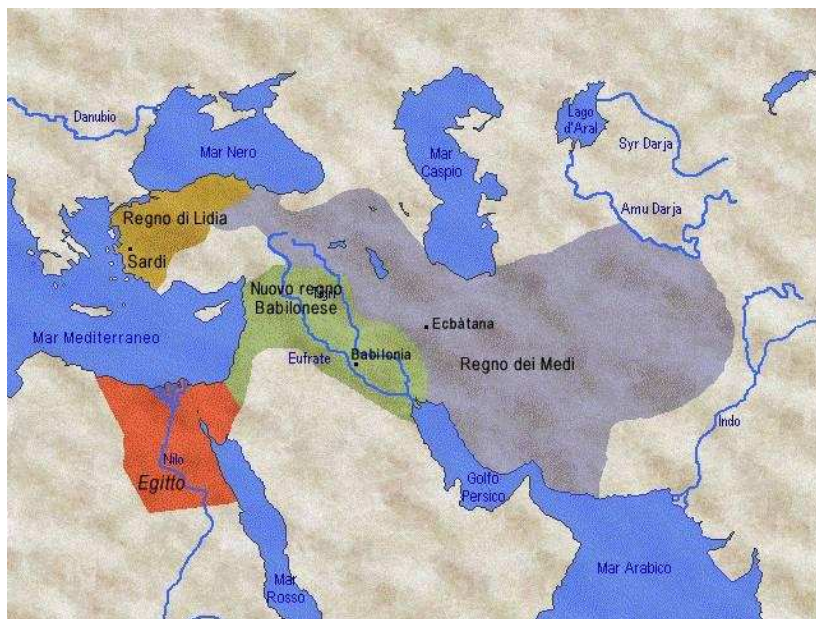 Danubio
Mar Nero
Mar
Caspio
Lago
d'Aral
Syr Darja
Amu Darja
Regno di Lidia
Sardi
Nuovo regno
Tigri
Babilonese
Mar Mediterraneo
Eufrate
Babilonia
Ecbàtana
Regno dei Medi
Indo
Nilo
Egitto
Golfo
Persico
Mar Arabico
Mar
Rosso